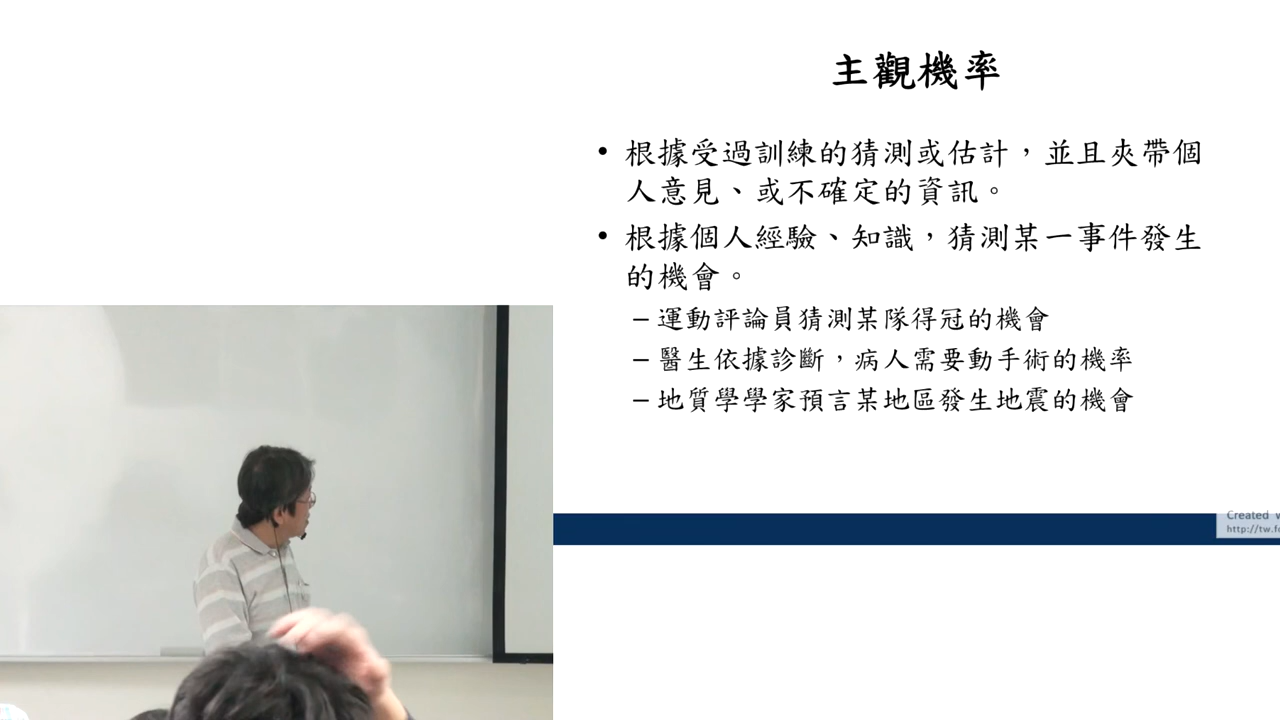 主觀機率
• 根據受過訓練的猜測或估計，並且夾帶個
人意見、或不確定的資訊。
• 根據個人經驗、知識，猜測某一事件發生
的機會。
– 運動評論員猜測某隊得冠的機會
– 醫生依據診斷，病人需要動手術的機率
– 地質學學家預言某地區發生地震的機會
Created
http://tw.f